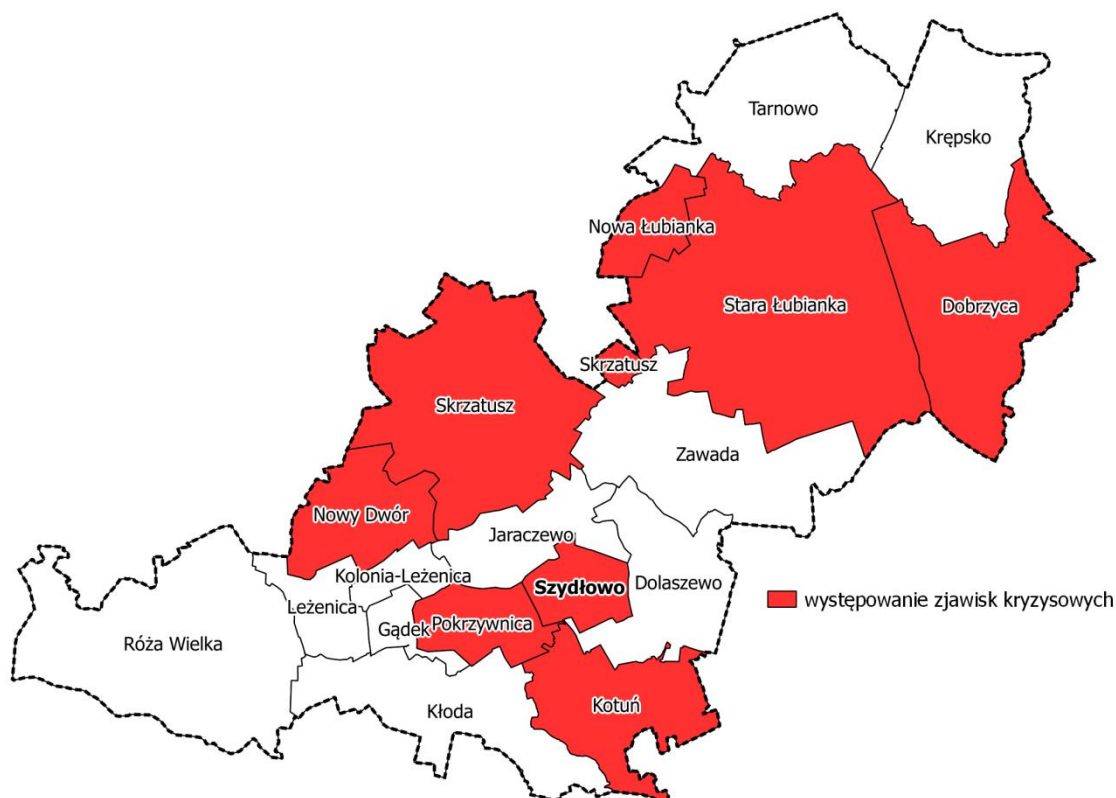 Tarnowo
Krępsko
Nowa Łubianka
Stara Łubianka
Dobrzyca
Skrzatusz
Skrzatusz
Zawada
Nowy Dwór
Jaraczewo
Kolonia-Leżenica
Szydłowo
Dolaszewo
Leżenica
występowanie zjawisk kryzysowych
Gądek
Pokrzywnica
Róża Wielka
Kotuń
Kłoda